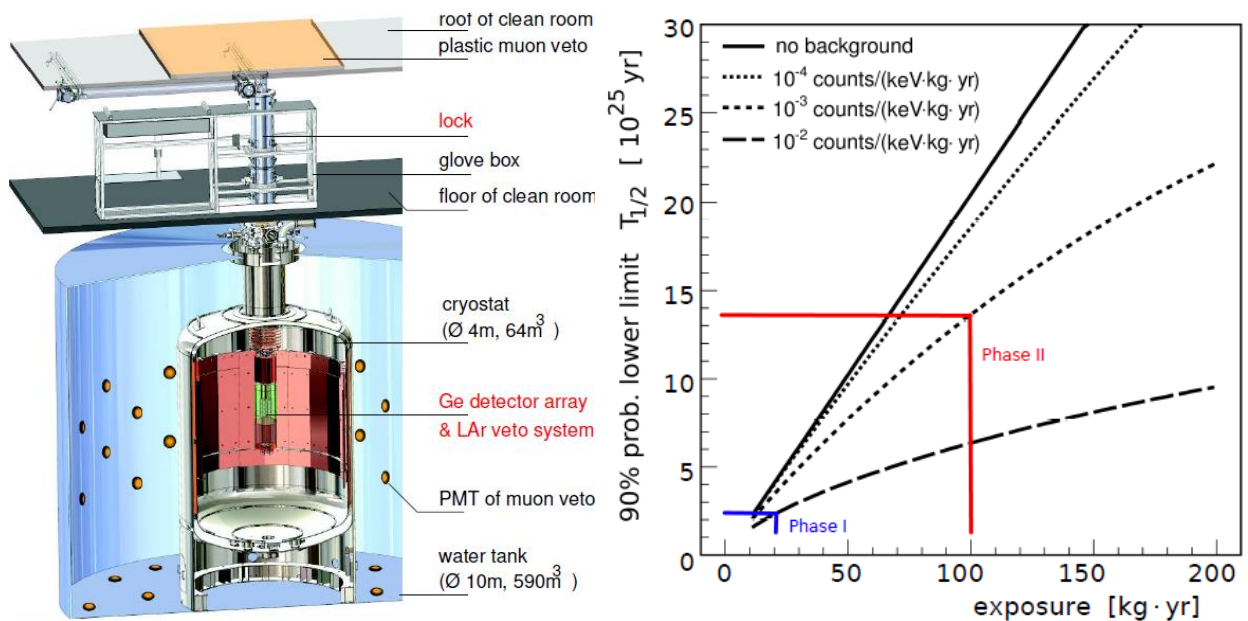 roof of clean room
plastic muon veto
lock
glove box
floor of clean room
cryostat
(Ø 4m, 64m³)
Ge detector array
& LAr veto system
PMT of muon veto
water tank
(Ø 10m, 590m³)
90% prob. lower limit T1/2 [10²⁵ yr]
30
25
20
15
10
5
0
no background
10⁻⁴ counts/(keV·kg·yr)
10⁻³ counts/(keV·kg·yr)
10⁻² counts/(keV·kg·yr)
Phase II
Phase I
0 50 100 150 200
exposure [kg·yr]